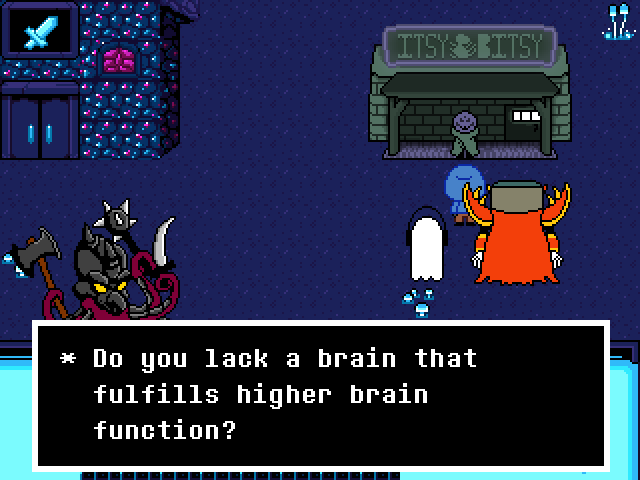 ITSY BITSY
* Do you lack a brain that
fulfills higher brain
function?